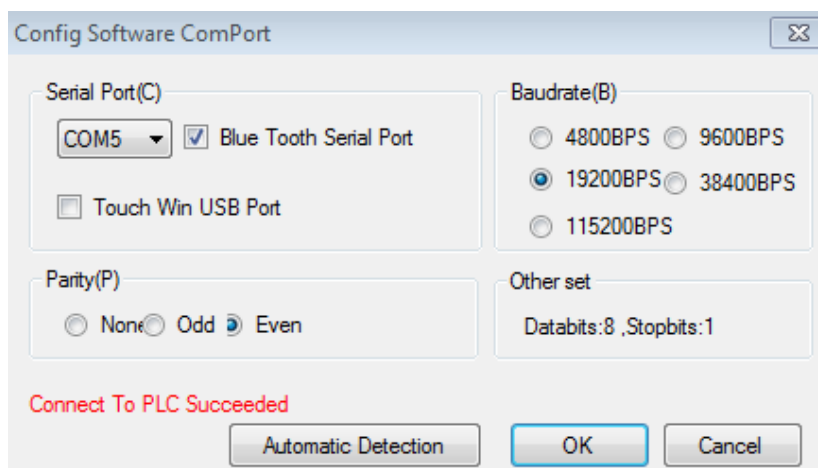 Config Software ComPort
Serial Port(C)
COM5 Blue Tooth Serial Port
Touch Win USB Port
Baudrate(B)
4800BPS 9600BPS
19200BPS 38400BPS
115200BPS
Parity(P)
None Odd Even
Other set
Databits:8 ,Stopbits:1
Connect To PLC Succeeded
Automatic Detection OK Cancel